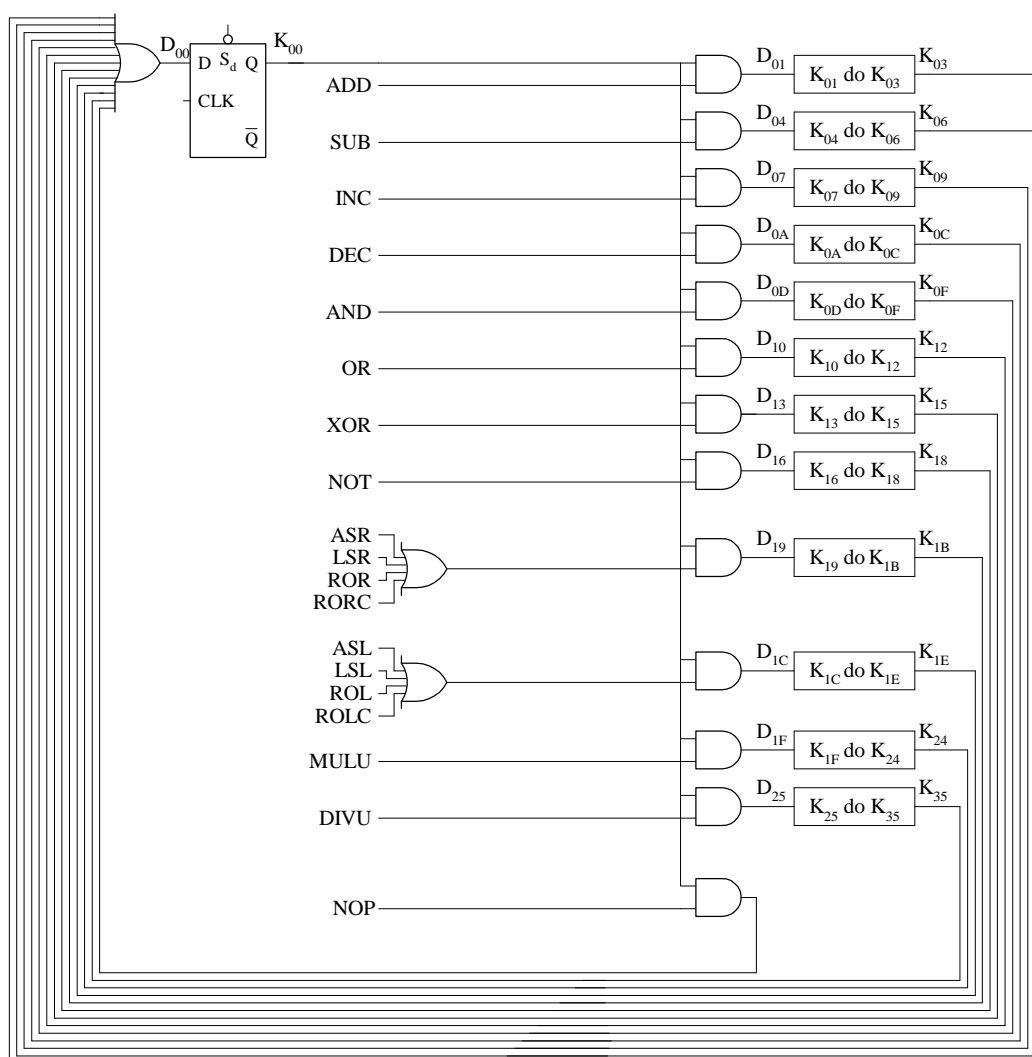 D00 K00
D Sd Q
CLK
Q̅
ADD D01 K01 do K03 K03
SUB D04 K04 do K06 K06
INC D07 K07 do K09 K09
DEC D0A K0A do K0C K0C
AND D0D K0D do K0F K0F
OR D10 K10 do K12 K12
XOR D13 K13 do K15 K15
NOT D16 K16 do K18 K18
ASR
LSR
ROR
RORC
D19 K19 do K1B K1B
ASL
LSL
ROL
ROLC
D1C K1C do K1E K1E
MULU D1F K1F do K24 K24
DIVU D25 K25 do K35 K35
NOP